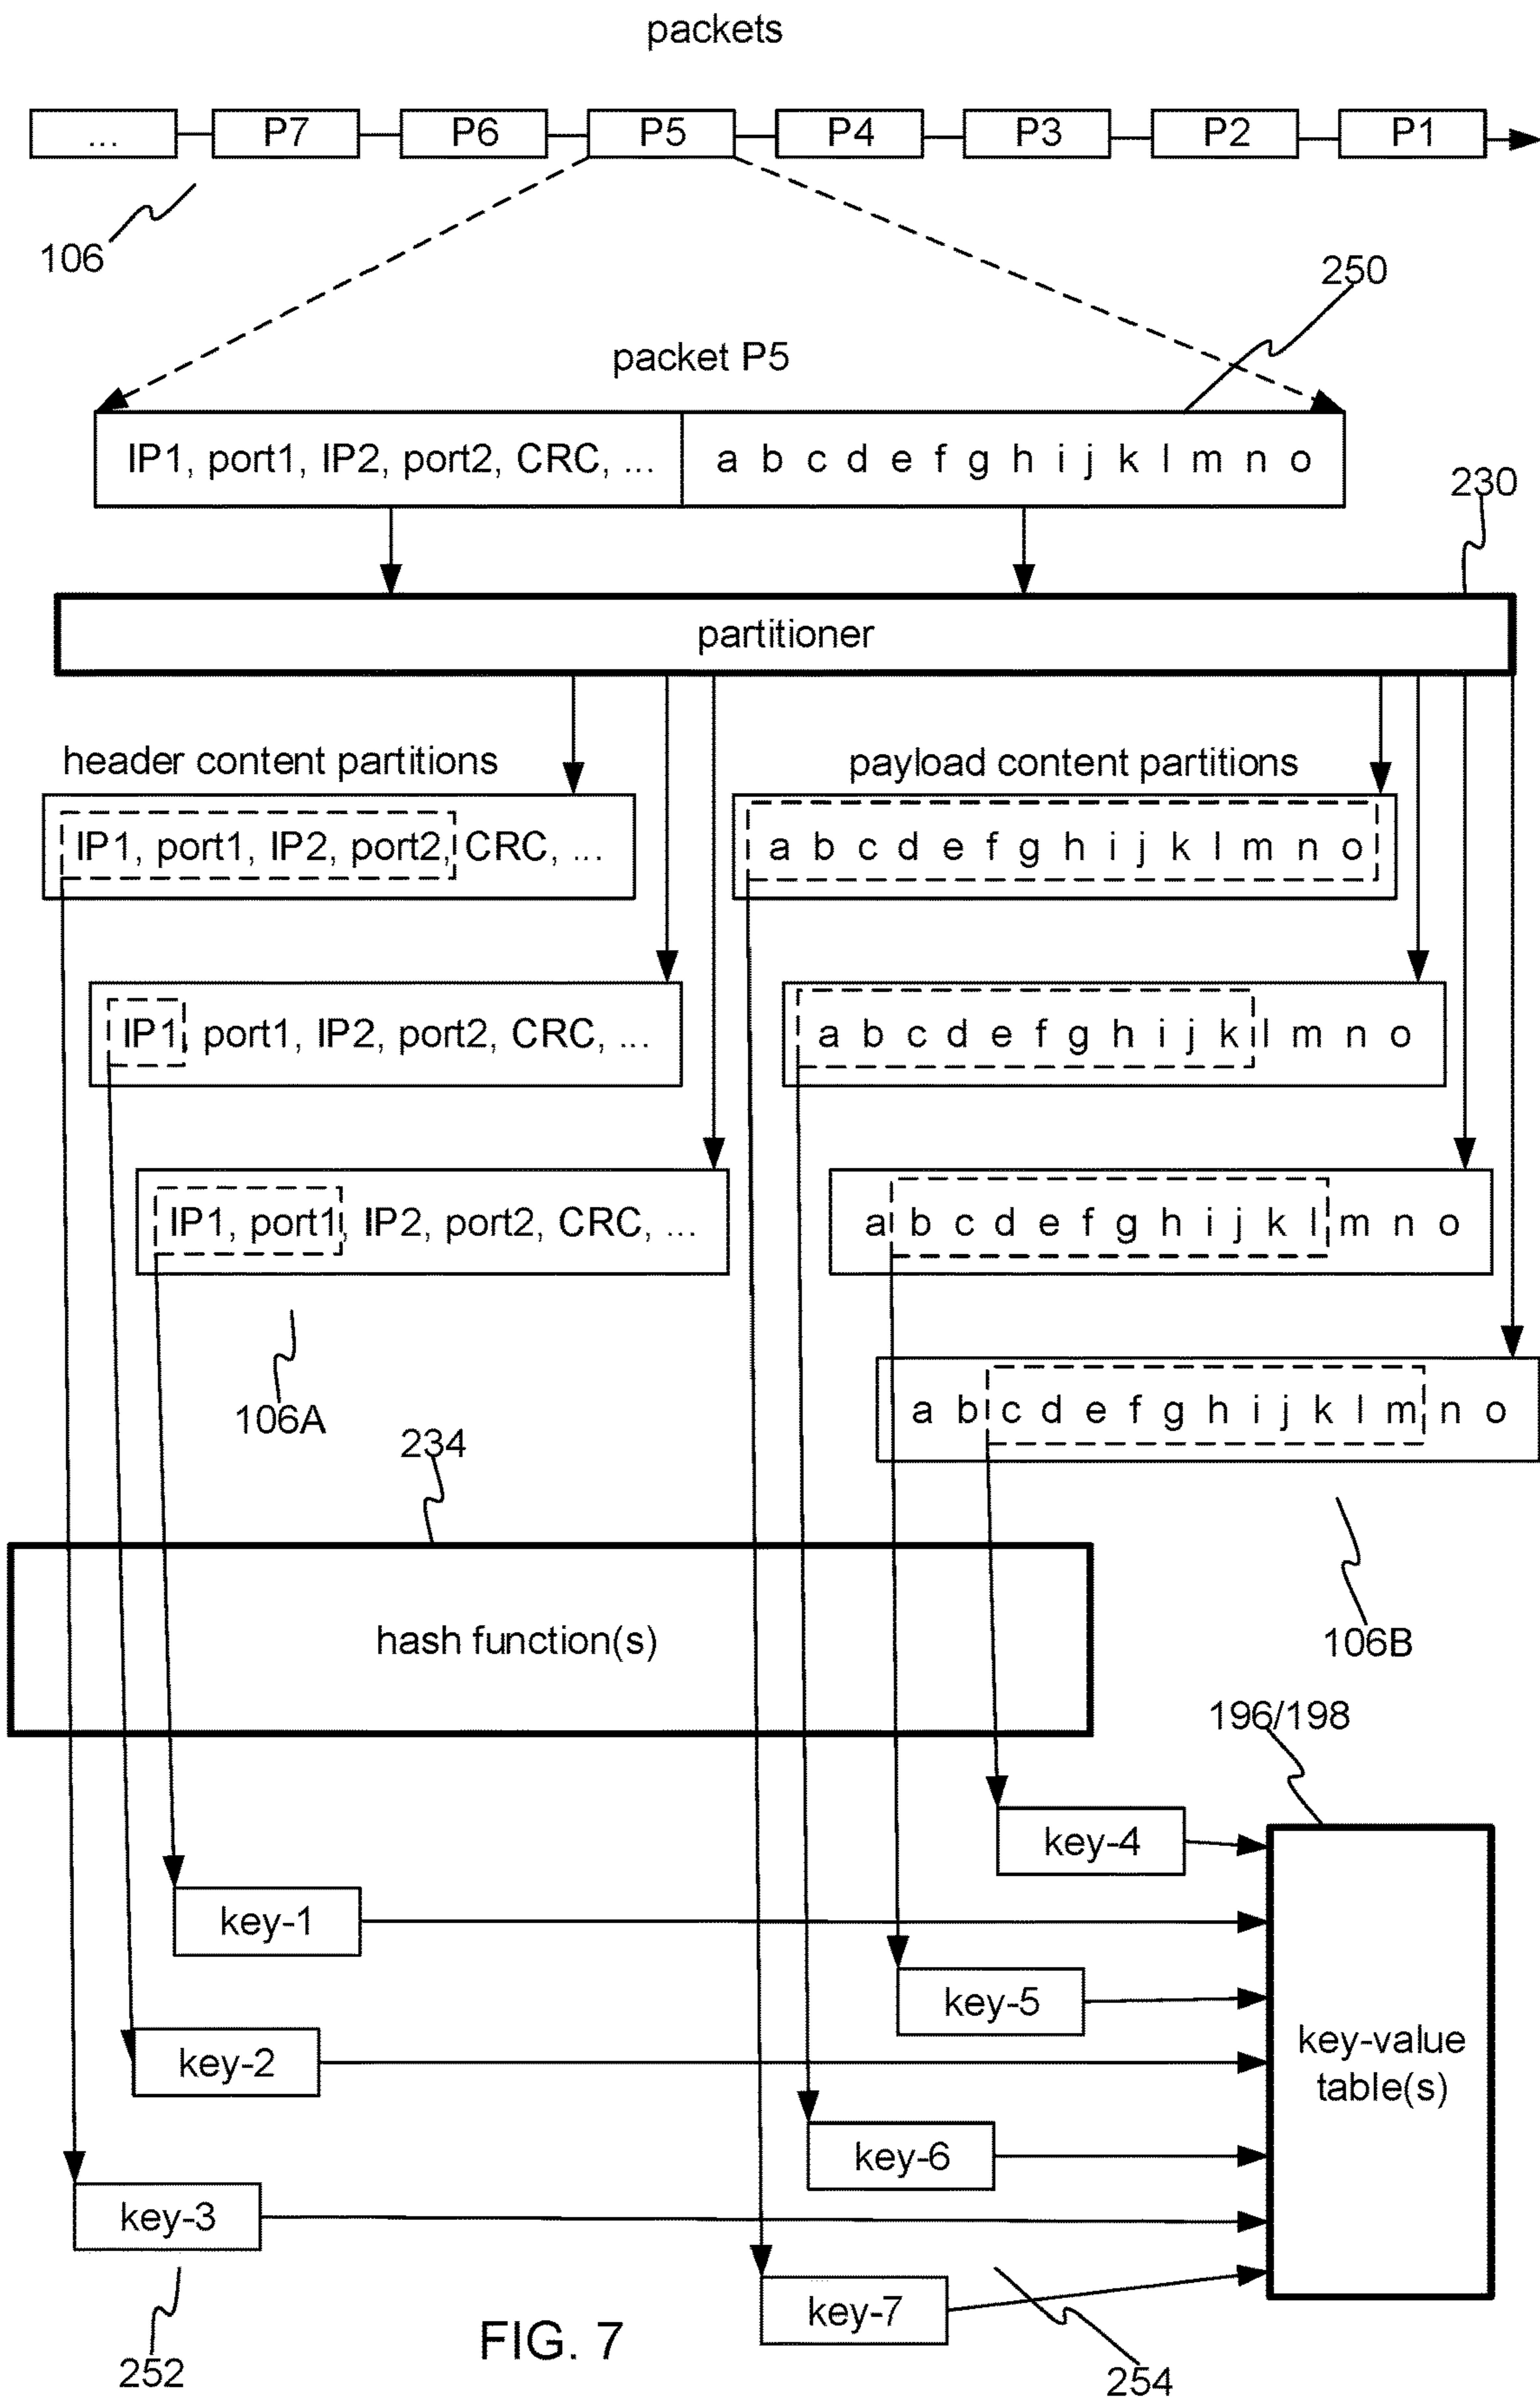 packets
... P7 P6 P5 P4 P3 P2 P1
106
250
packet P5
IP1, port1, IP2, port2, CRC, ... a b c d e f g h i j k l m n o
230
partitioner
header content partitions
payload content partitions
IP1, port1, IP2, port2, CRC, ...
a b c d e f g h i j k l m n o
IP1, port1, IP2, port2, CRC, ...
a b c d e f g h i j k l m n o
IP1, port1, IP2, port2, CRC, ...
a b c d e f g h i j k l m n o
a b c d e f g h i j k l m n o
106A
234
hash function(s)
106B
196/198
key-4
key-1
key-5
key-value
table(s)
key-2
key-6
key-3
key-7
FIG. 7
252
254